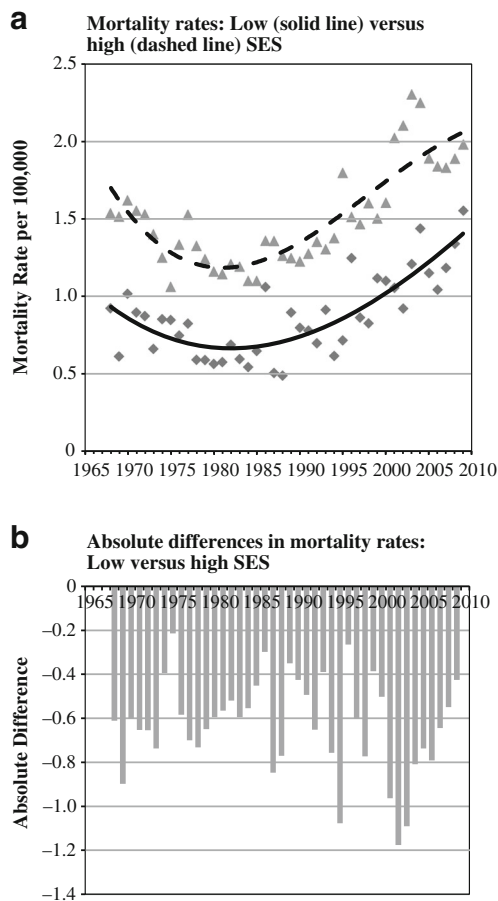 a
Mortality rates: Low (solid line) versus
high (dashed line) SES
2.5
2.0
1.5
1.0
0.5
0
Mortality Rate per 100,000
1965 1970 1975 1980 1985 1990 1995 2000 2005 2010
b
Absolute differences in mortality rates:
Low versus high SES
0
1965 1970 1975 1980 1985 1990 1995 2000 2005 2010
–0.2
–0.4
–0.6
–0.8
–1.0
–1.2
–1.4
Absolute Difference